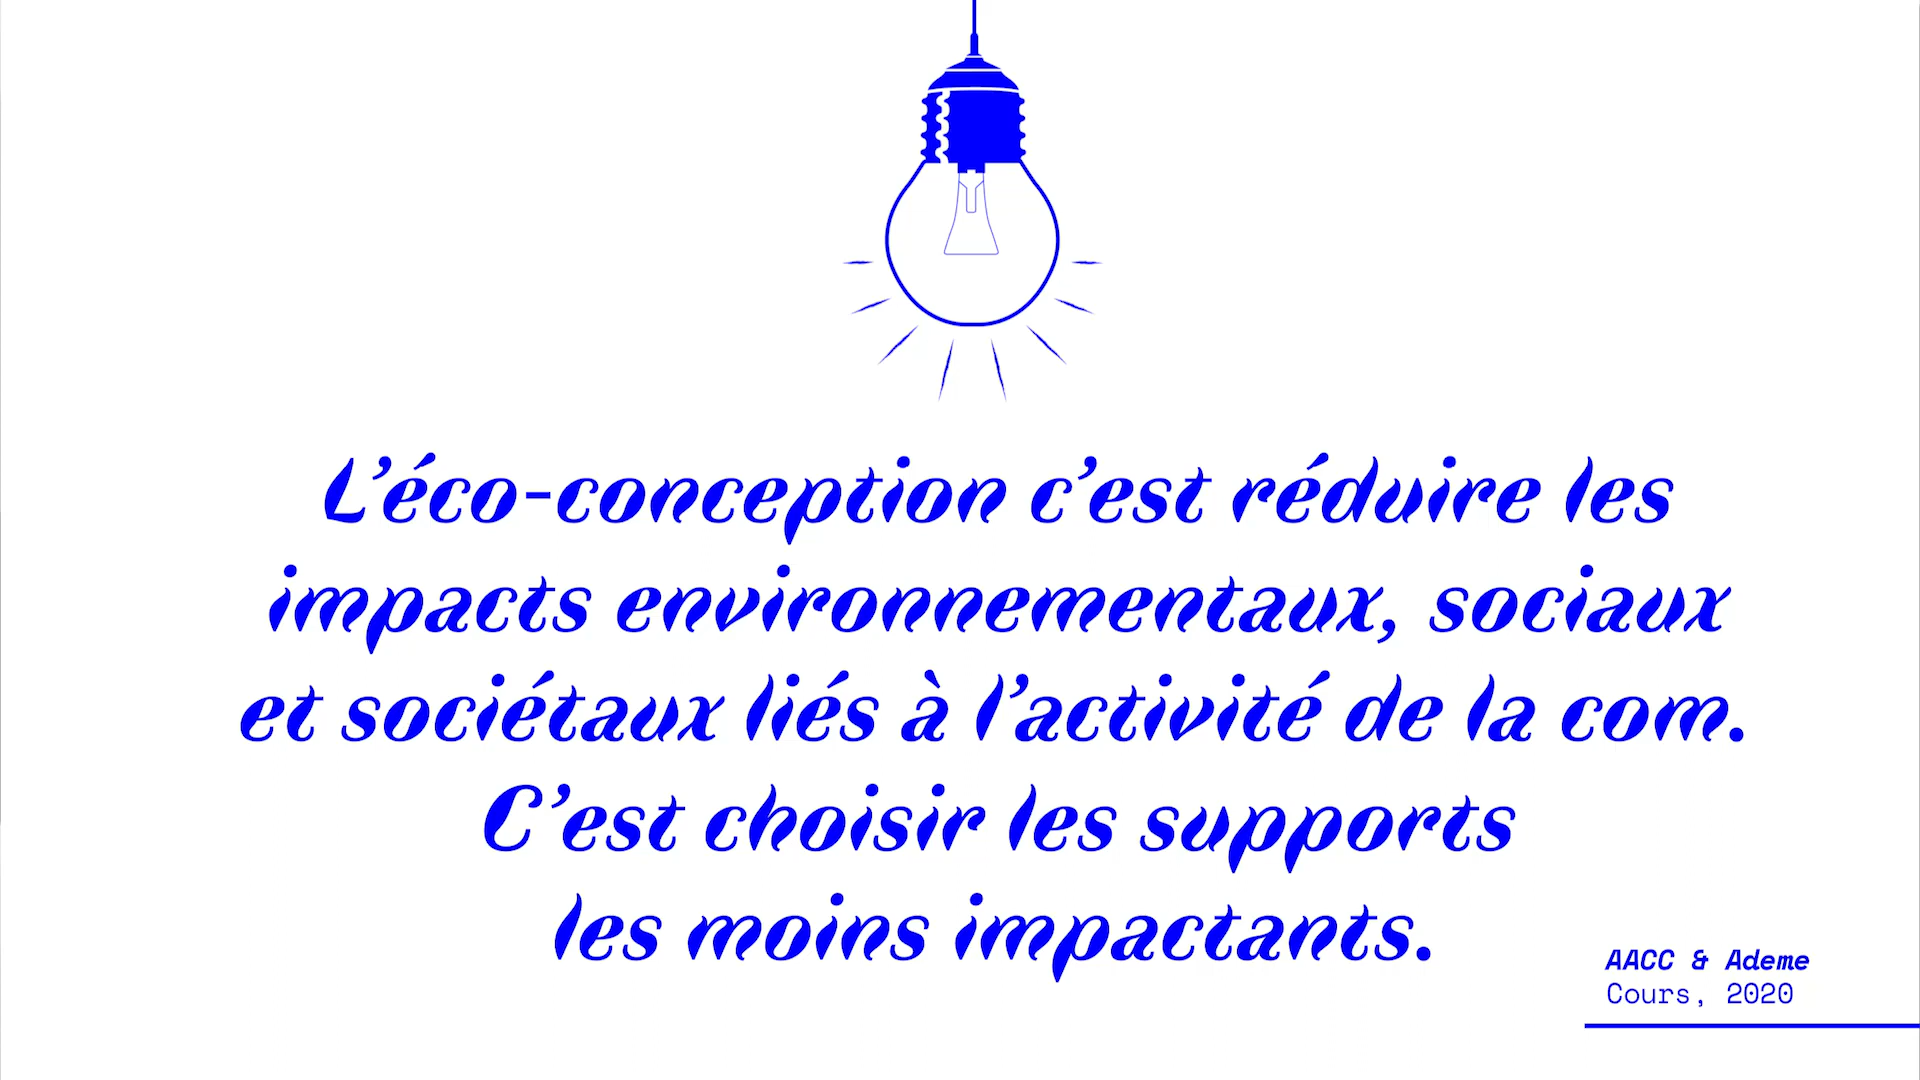 L’éco-conception c’est réduire les
impacts environnementaux, sociaux
et sociétaux liés à l’activité de la com.
C’est choisir les supports
les moins impactants.
AACC & Ademe
Cours, 2020